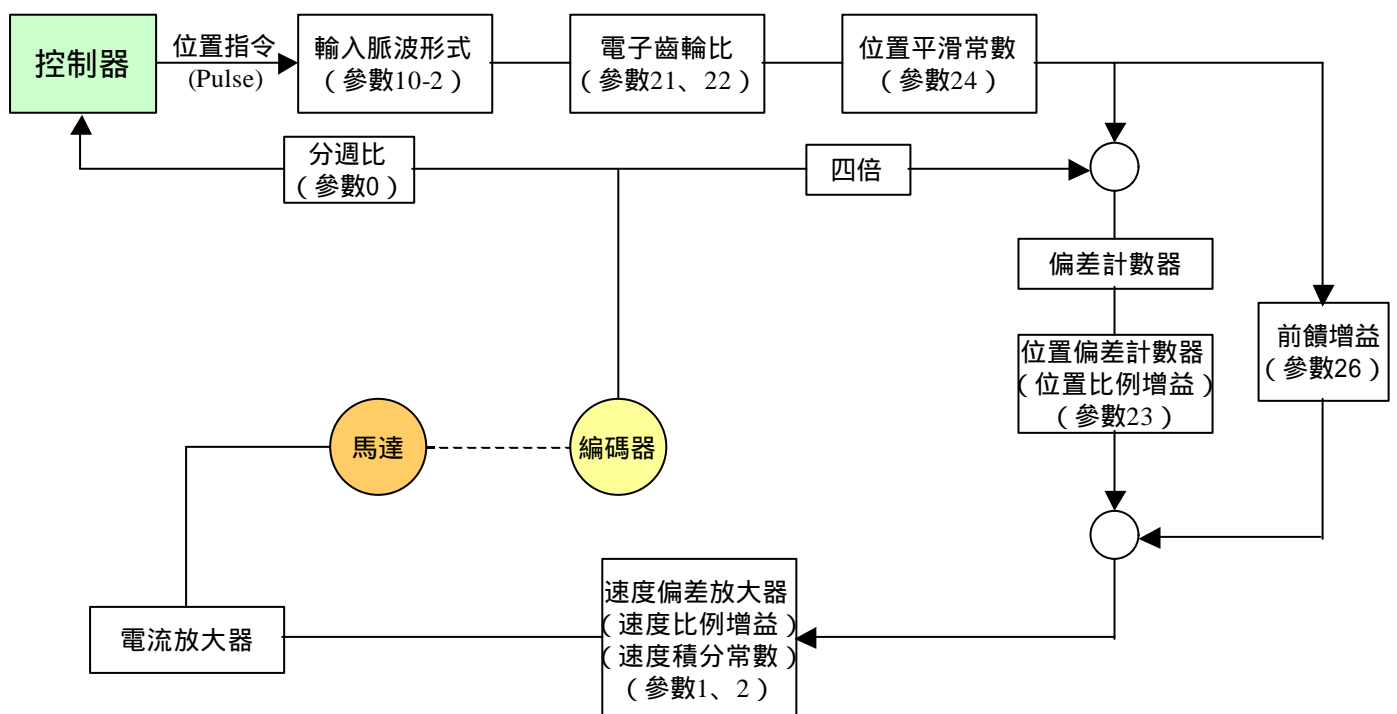 控制器
位置指令
(Pulse)
輸入脈波形式
（參數10-2）
電子齒輪比
（參數21、22）
位置平滑常數
（參數24）
分週比
（參數0）
四倍
偏差計數器
位置偏差計數器
（位置比例增益）
（參數23）
前饋增益
（參數26）
馬達
編碼器
速度偏差放大器
（速度比例增益）
（速度積分常數）
（參數1、2）
電流放大器